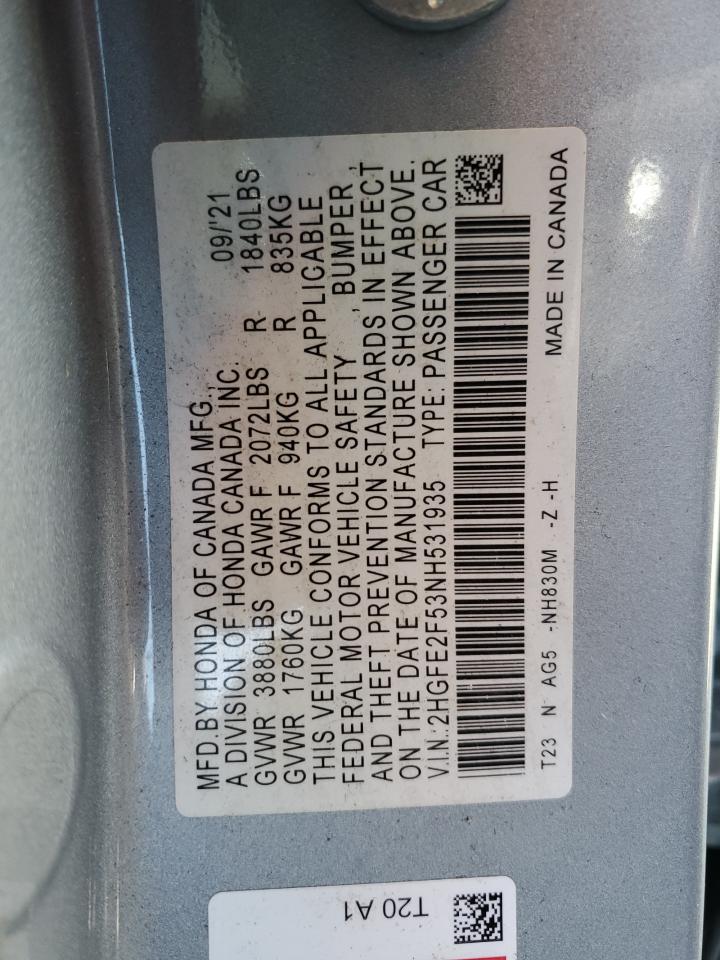 MFD.BY HONDA OF CANADA MFG.,
A DIVISION OF HONDA CANADA INC. 09/'21
GVWR 3880LBS GAWR F 2072LBS R 1840LBS
GVWR 1760KG GAWR F 940KG R 835KG
THIS VEHICLE CONFORMS TO ALL APPLICABLE
FEDERAL MOTOR VEHICLE SAFETY , BUMPER ,
AND THEFT PREVENTION STANDARDS IN EFFECT
ON THE DATE OF MANUFACTURE SHOWN ABOVE.
V.I.N.:2HGFE2F53NH531935 TYPE: PASSENGER CAR
T23 N AG5 -NH830M -Z -H MADE IN CANADA
T20 A1